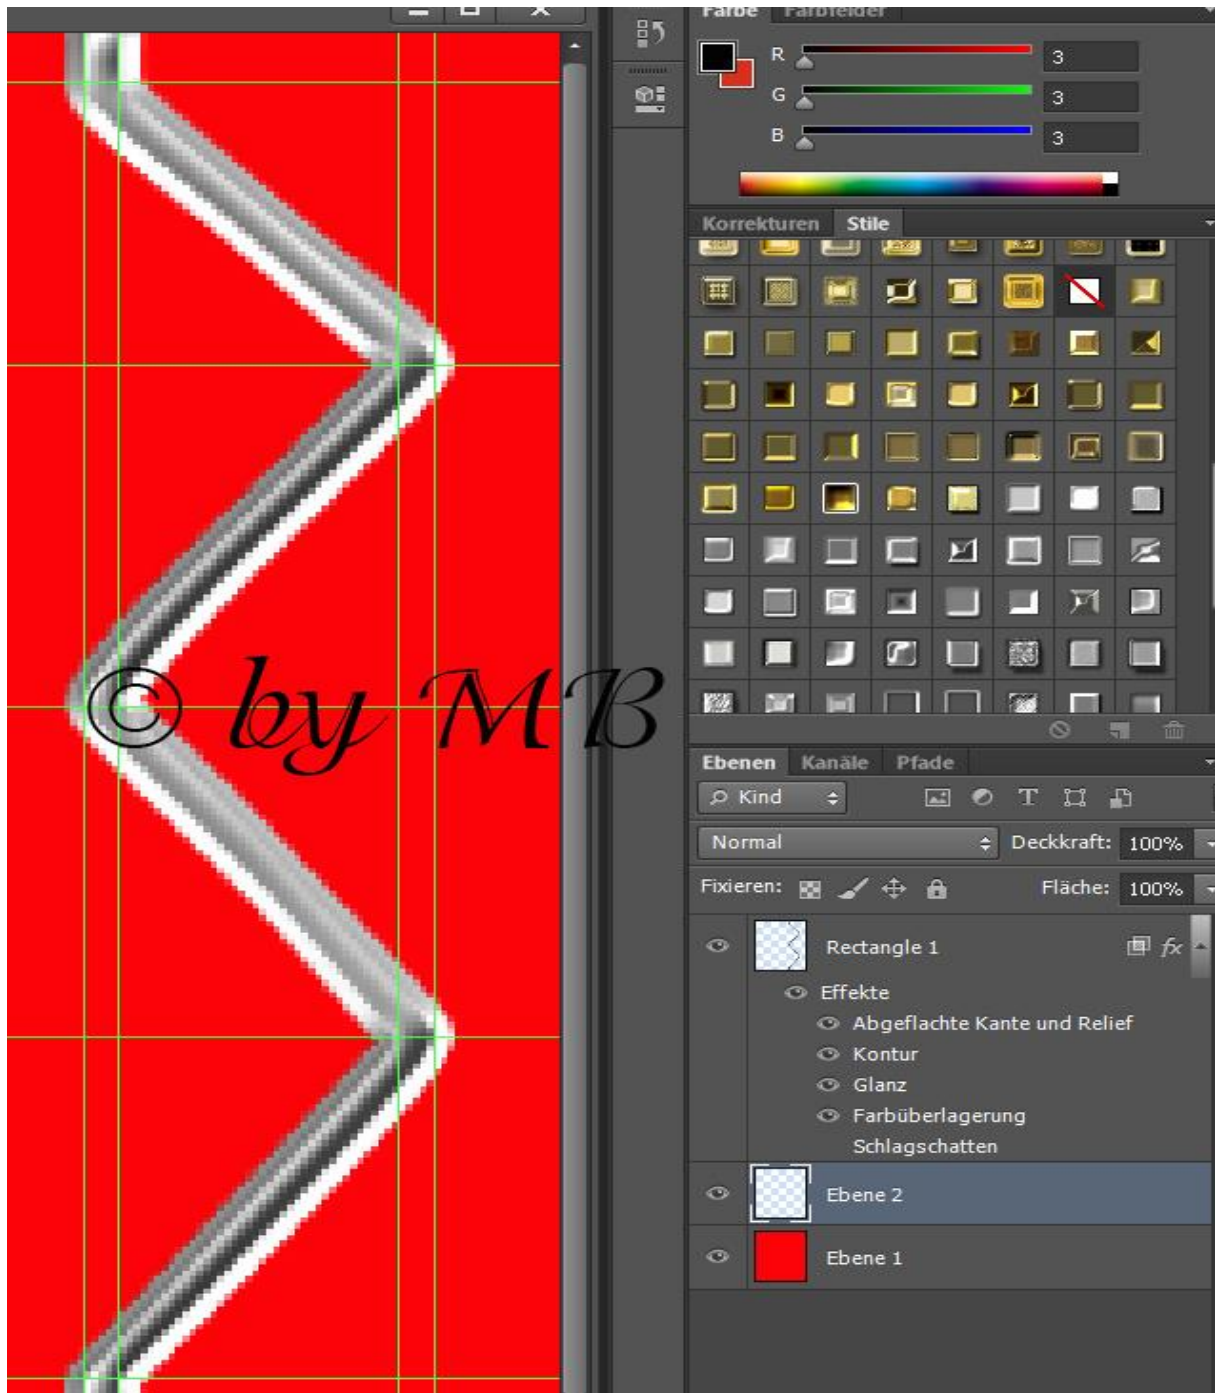 Farbe Farbfelder
R 3
G 3
B 3
Korrekturen Stile
© by MB
Ebenen Kanäle Pfade
Kind
Normal Deckkraft: 100%
Fixieren: Fläche: 100%
Rectangle 1 fx
Effekte
Abgeflachte Kante und Relief
Kontur
Glanz
Farbüberlagerung
Schlagschatten
Ebene 2
Ebene 1